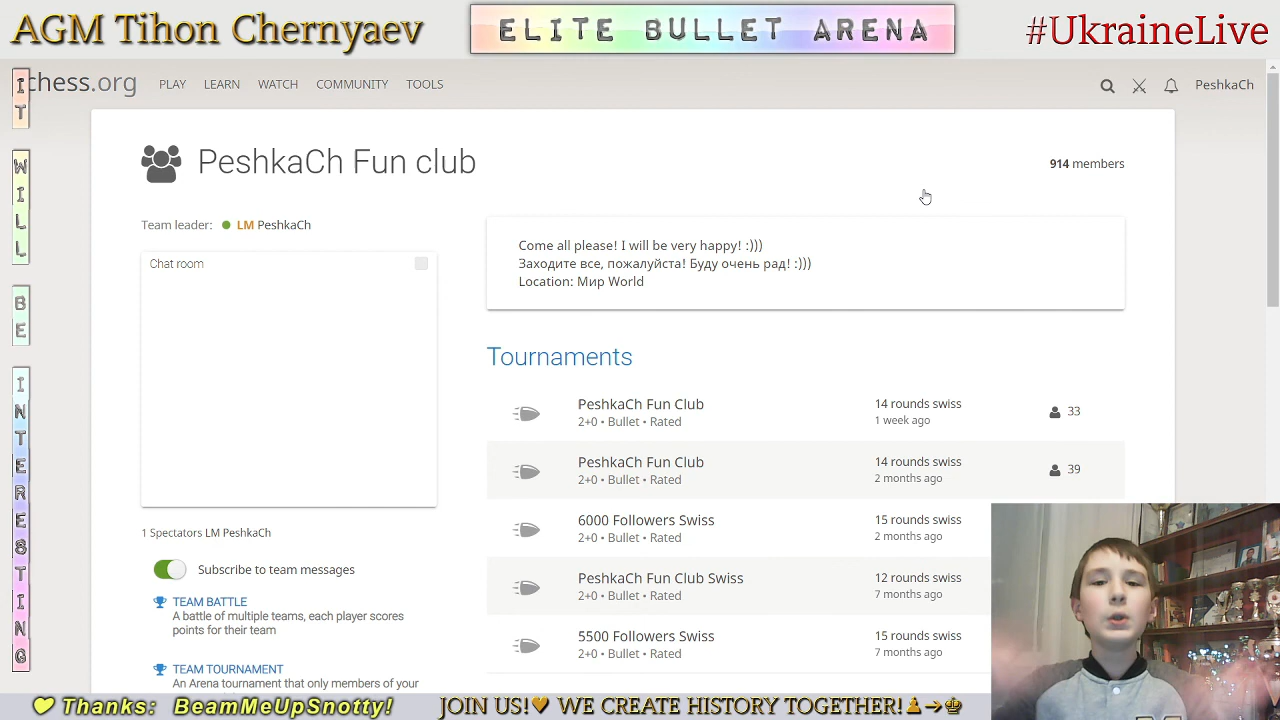 AGM Tihon Chernyaev
ELITE BULLET ARENA
#UkraineLive
IT WILL BE INTERESTING
chess.org
PLAY LEARN WATCH COMMUNITY TOOLS
PeshkaCh
PeshkaCh Fun club
914 members
Team leader: LM PeshkaCh
Chat room
Come all please! I will be very happy! :)))
Заходите все, пожалуйста! Буду очень рад! :)))
Location: Мир World
Tournaments
PeshkaCh Fun Club 14 rounds swiss 33
2+0 • Bullet • Rated 1 week ago
PeshkaCh Fun Club 14 rounds swiss 39
2+0 • Bullet • Rated 2 months ago
6000 Followers Swiss 15 rounds swiss
2+0 • Bullet • Rated 2 months ago
PeshkaCh Fun Club Swiss 12 rounds swiss
2+0 • Bullet • Rated 7 months ago
5500 Followers Swiss 15 rounds swiss
2+0 • Bullet • Rated 7 months ago
1 Spectators LM PeshkaCh
Subscribe to team messages
TEAM BATTLE
A battle of multiple teams, each player scores
points for their team
TEAM TOURNAMENT
An Arena tournament that only members of your
Thanks: BeamMeUpSnotty!
JOIN US! WE CREATE HISTORY TOGETHER!